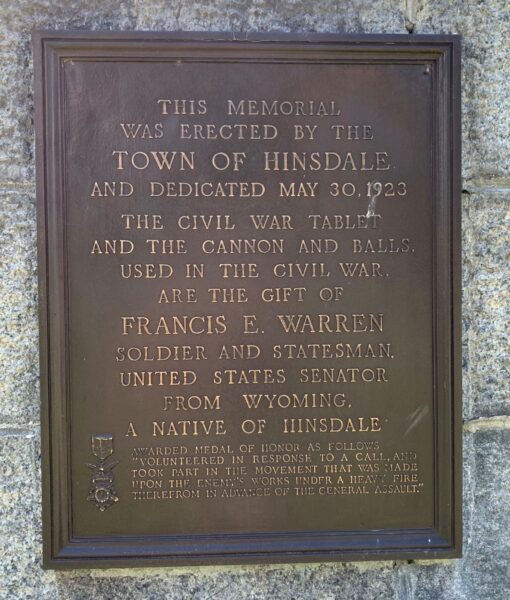 THIS MEMORIAL
WAS ERECTED BY THE
TOWN OF HINSDALE
AND DEDICATED MAY 30, 1923
THE CIVIL WAR TABLET
AND THE CANNON AND BALLS,
USED IN THE CIVIL WAR,
ARE THE GIFT OF
FRANCIS E. WARREN
SOLDIER AND STATESMAN,
UNITED STATES SENATOR
FROM WYOMING,
A NATIVE OF HINSDALE
AWARDED MEDAL OF HONOR AS FOLLOWS
"VOLUNTEERED IN RESPONSE TO A CALL, AND
TOOK PART IN THE MOVEMENT THAT WAS MADE
UPON THE ENEMY'S WORKS UNDER A HEAVY FIRE
THEREFROM IN ADVANCE OF THE GENERAL ASSAULT."